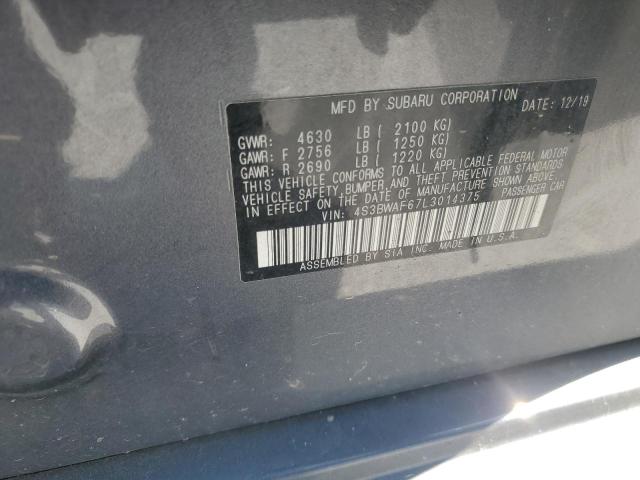 MFD BY SUBARU CORPORATION DATE: 12/19
GVWR: 4630 LB ( 2100 KG)
GAWR: F 2756 LB ( 1250 KG)
GAWR: R 2690 LB ( 1220 KG)
THIS VEHICLE CONFORMS TO ALL APPLICABLE FEDERAL MOTOR
VEHICLE SAFETY, BUMPER, AND THEFT PREVENTION STANDARDS
IN EFFECT ON THE DATE OF MANUFACTURE SHOWN ABOVE.
VIN: 4S3BWAF67L3014375 PASSENGER CAR
ASSEMBLED BY SIA INC. MADE IN U.S.A.